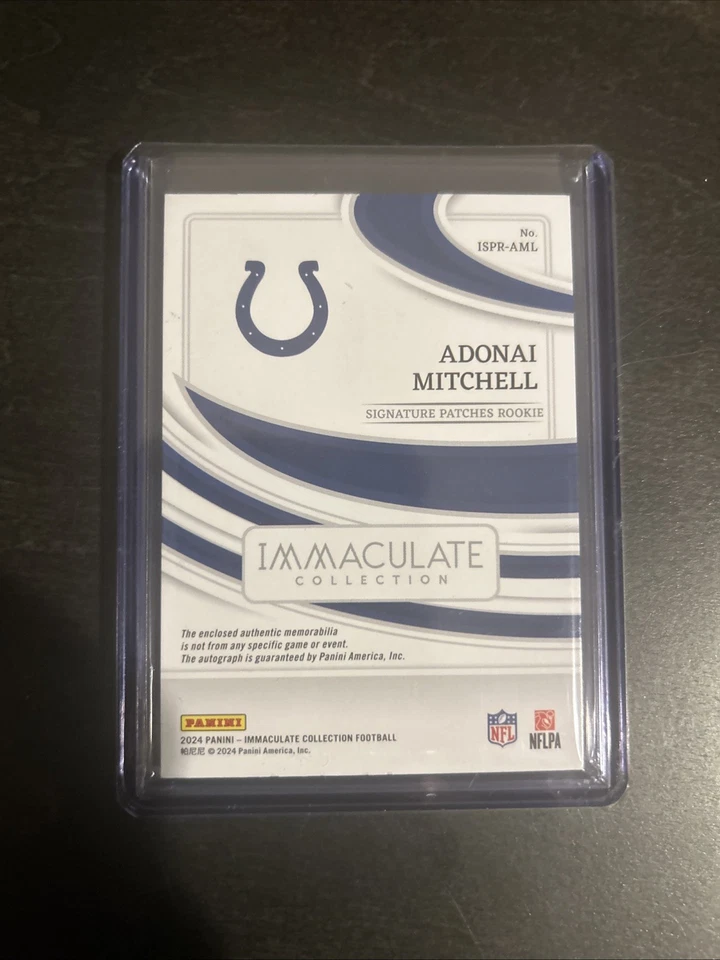 No.
ISPR-AML
ADONAI
MITCHELL
SIGNATURE PATCHES ROOKIE
IMMACULATE
COLLECTION
The enclosed authentic memorabilia
is not from any specific game or event.
The autograph is guaranteed by Panini America, Inc.
PANINI
2024 PANINI – IMMACULATE COLLECTION FOOTBALL
帕尼尼 © 2024 Panini America, Inc.
NFL
NFLPA